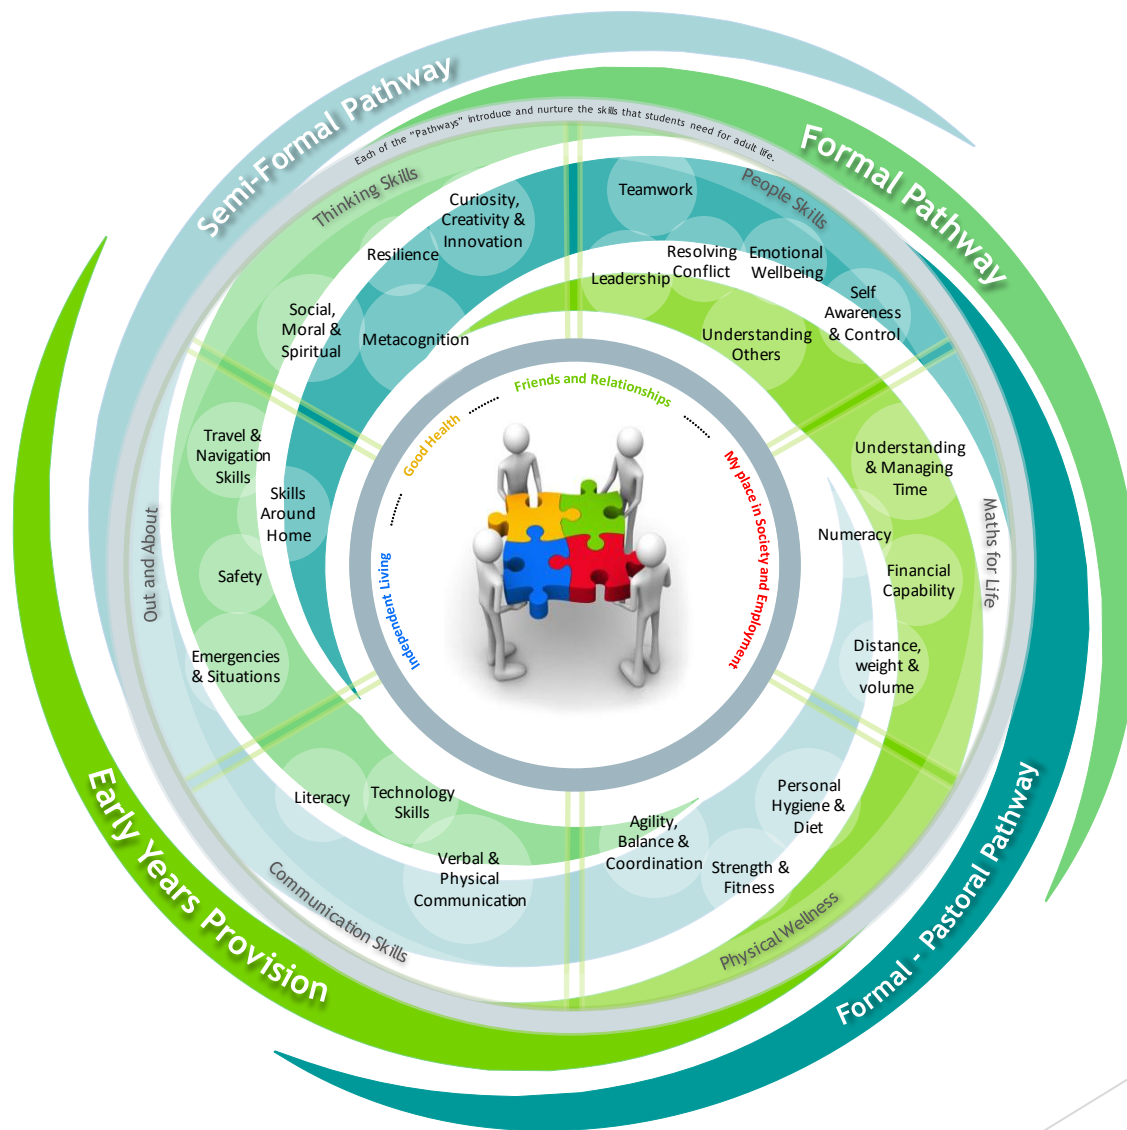 Semi-Formal Pathway
Formal Pathway
Formal - Pastoral Pathway
Early Years Provision
Each of the "Pathways" introduce and nurture the skills that students need for adult life.
Thinking Skills
Curiosity,
Creativity &
Innovation
Resilience
Social,
Moral &
Spiritual
Metacognition
People Skills
Teamwork
Resolving
Conflict
Emotional
Wellbeing
Leadership
Self
Awareness
& Control
Understanding
Others
Maths for Life
Understanding
& Managing
Time
Numeracy
Financial
Capability
Distance,
weight &
volume
Physical Wellness
Personal
Hygiene &
Diet
Agility,
Balance &
Coordination
Strength &
Fitness
Communication Skills
Literacy
Technology
Skills
Verbal &
Physical
Communication
Out and About
Travel &
Navigation
Skills
Skills
Around
Home
Safety
Emergencies
& Situations
Independent Living
Good Health
Friends and Relationships
My place in Society and Employment